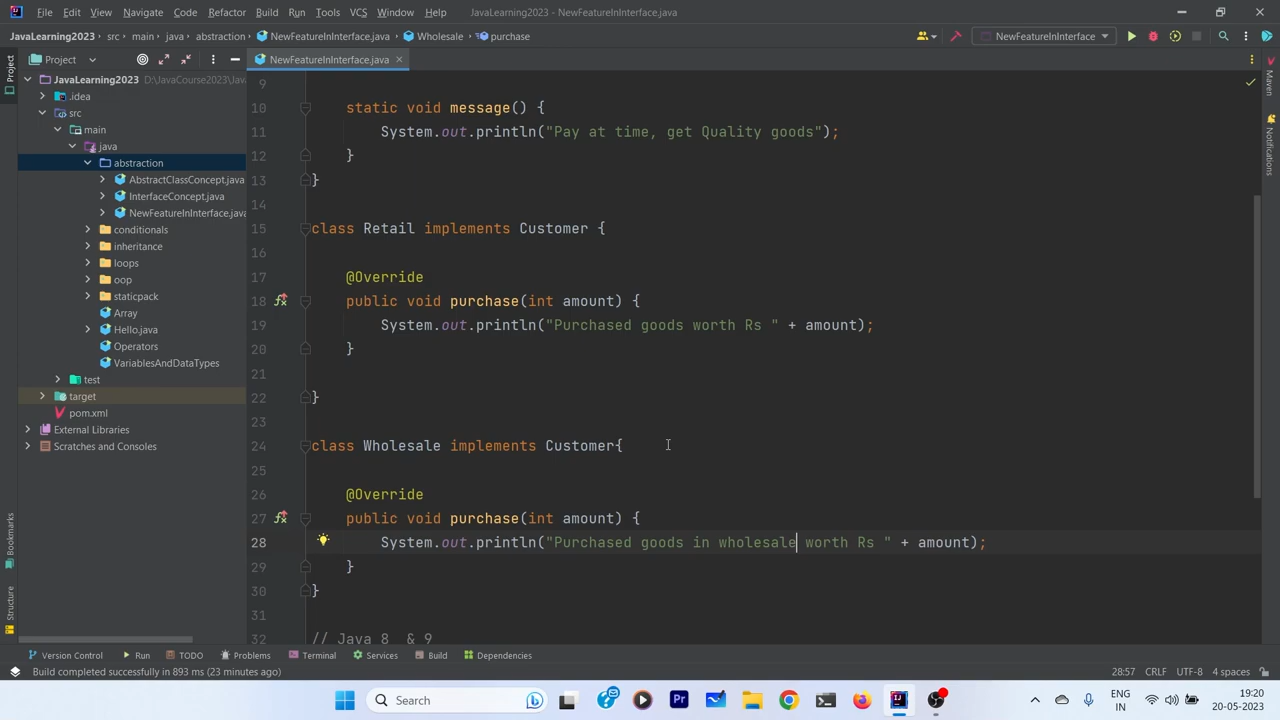 File Edit View Navigate Code Refactor Build Run Tools VCS Window Help JavaLearning2023 - NewFeatureInInterface.java
JavaLearning2023 src main java abstraction NewFeatureInInterface.java Wholesale purchase NewFeatureInInterface
Project
NewFeatureInInterface.java
Project
JavaLearning2023 D:\JavaCourse2023\Jav
.idea
src
main
java
abstraction
AbstractClassConcept.java
InterfaceConcept.java
NewFeatureInInterface.java
conditionals
inheritance
loops
oop
staticpack
Array
Hello.java
Operators
VariablesAndDataTypes
test
target
pom.xml
External Libraries
Scratches and Consoles
9
10 static void message() {
11 System.out.println("Pay at time, get Quality goods");
12 }
13 }
14
15 class Retail implements Customer {
16
17 @Override
18 public void purchase(int amount) {
19 System.out.println("Purchased goods worth Rs " + amount);
20 }
21
22 }
23
24 class Wholesale implements Customer{
25
26 @Override
27 public void purchase(int amount) {
28 System.out.println("Purchased goods in wholesale worth Rs " + amount);
29 }
30 }
31
32 // Java 8 & 9
Maven
Notifications
Bookmarks
Structure
Version Control Run TODO Problems Terminal Services Build Dependencies
Build completed successfully in 893 ms (23 minutes ago) 28:57 CRLF UTF-8 4 spaces
Search
ENG
IN
19:20
20-05-2023